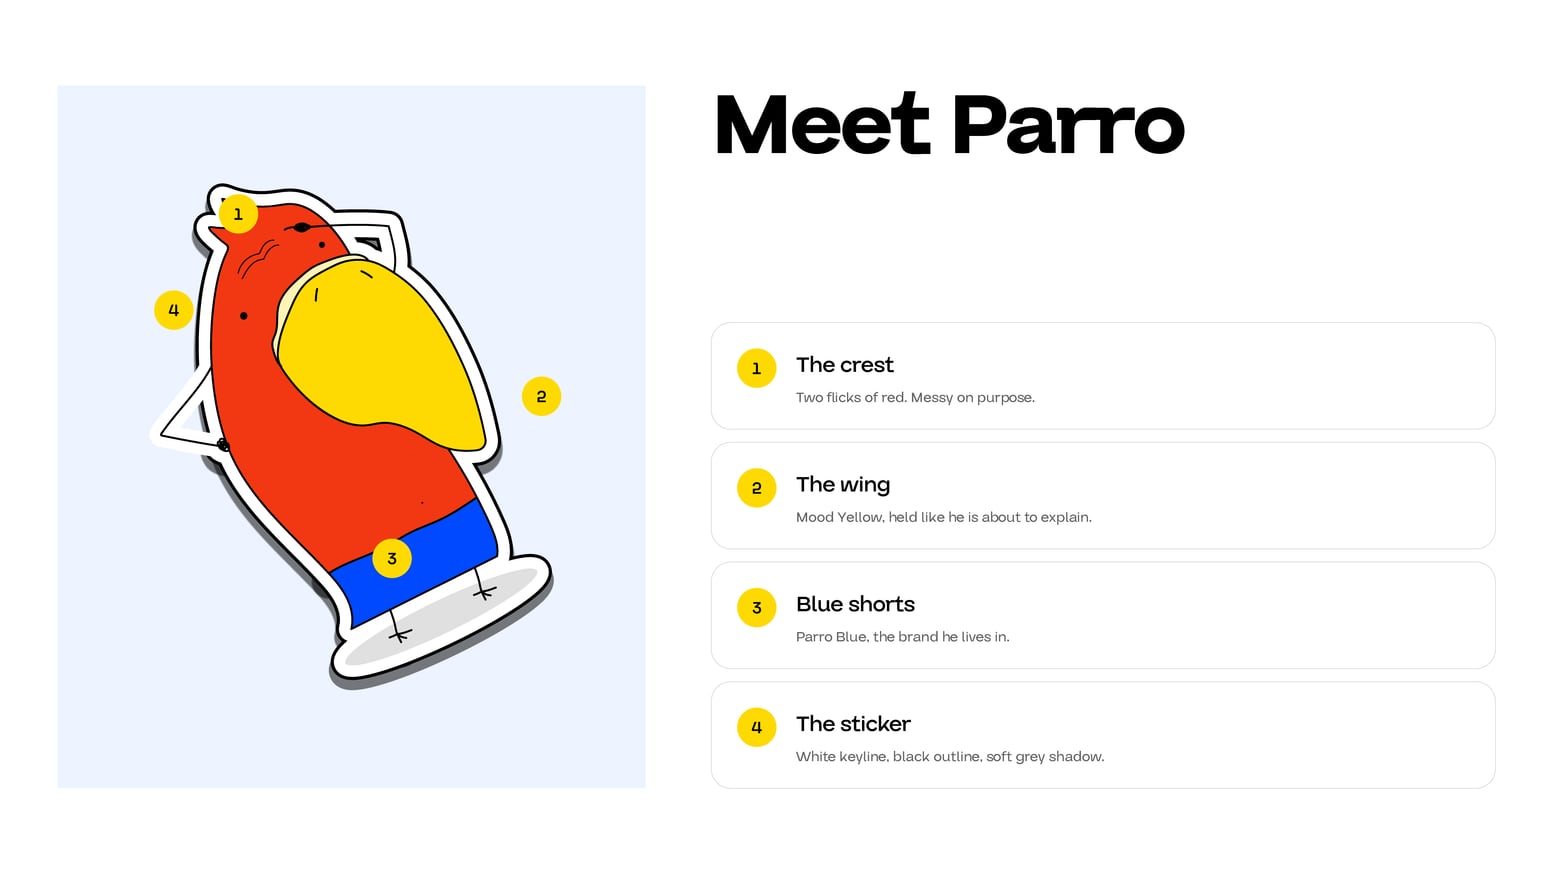 Meet Parro
1
4
2
3
1
The crest
Two flicks of red. Messy on purpose.
2
The wing
Mood Yellow, held like he is about to explain.
3
Blue shorts
Parro Blue, the brand he lives in.
4
The sticker
White keyline, black outline, soft grey shadow.